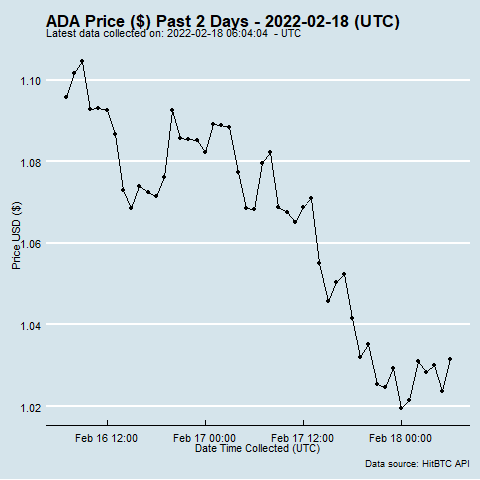 ADA Price ($) Past 2 Days - 2022-02-18 (UTC)
Latest data collected on: 2022-02-18 06:04:04 - UTC
1.10
1.08
1.06
1.04
1.02
Price USD ($)
Feb 16 12:00 Feb 17 00:00 Feb 17 12:00 Feb 18 00:00
Date Time Collected (UTC)
Data source: HitBTC API